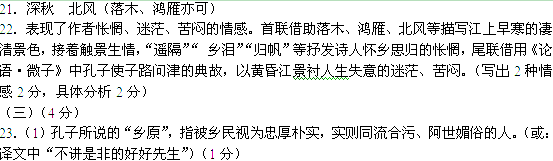 21．深秋　北风（落木、鸿雁亦可）
22．表现了作者怅惘、迷茫、苦闷的情感。首联借助落木、鸿雁、北风等描写江上早寒的凄
清景色，接着触景生情，“遥隔”“ 乡泪”“归帆”等抒发诗人怀乡思归的怅惘，尾联借用《论
语·微子》中孔子使子路问津的典故，以黄昏江景衬人生失意的迷茫、苦闷。（写出 2 种情
感 2 分，具体分析 2 分）
（三）（4 分）
23．（1）孔子所说的“乡原”，指被乡民视为忠厚朴实，实则同流合污、阿世媚俗的人。（或：
译文中“不讲是非的好好先生”）（1 分）